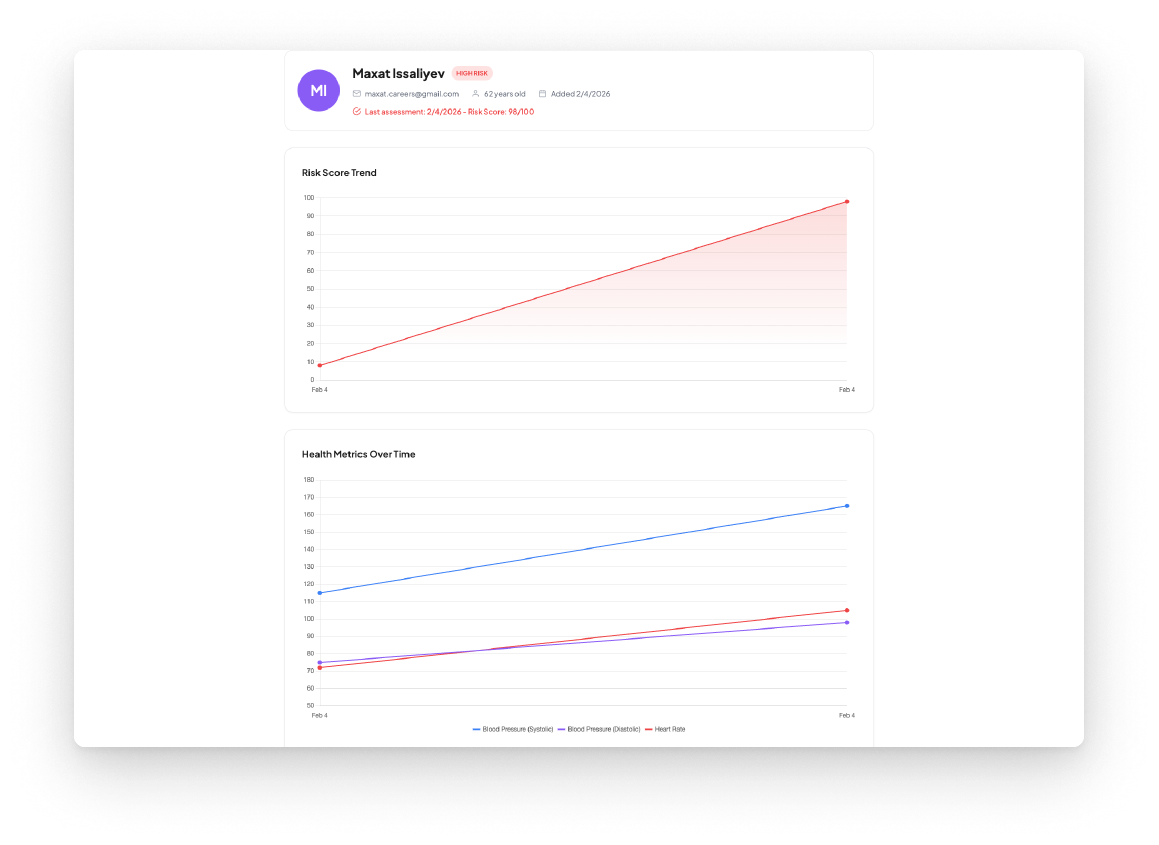 MI
Maxat Issaliyev HIGH RISK
maxat.careers@gmail.com 62 years old Added 2/4/2026
Last assessment: 2/4/2026 - Risk Score: 98/100
Risk Score Trend
100
90
80
70
60
50
40
30
20
10
0
Feb 4 Feb 4
Health Metrics Over Time
180
170
160
150
140
130
120
110
100
90
80
70
60
50
Feb 4 Feb 4
Blood Pressure (Systolic) Blood Pressure (Diastolic) Heart Rate